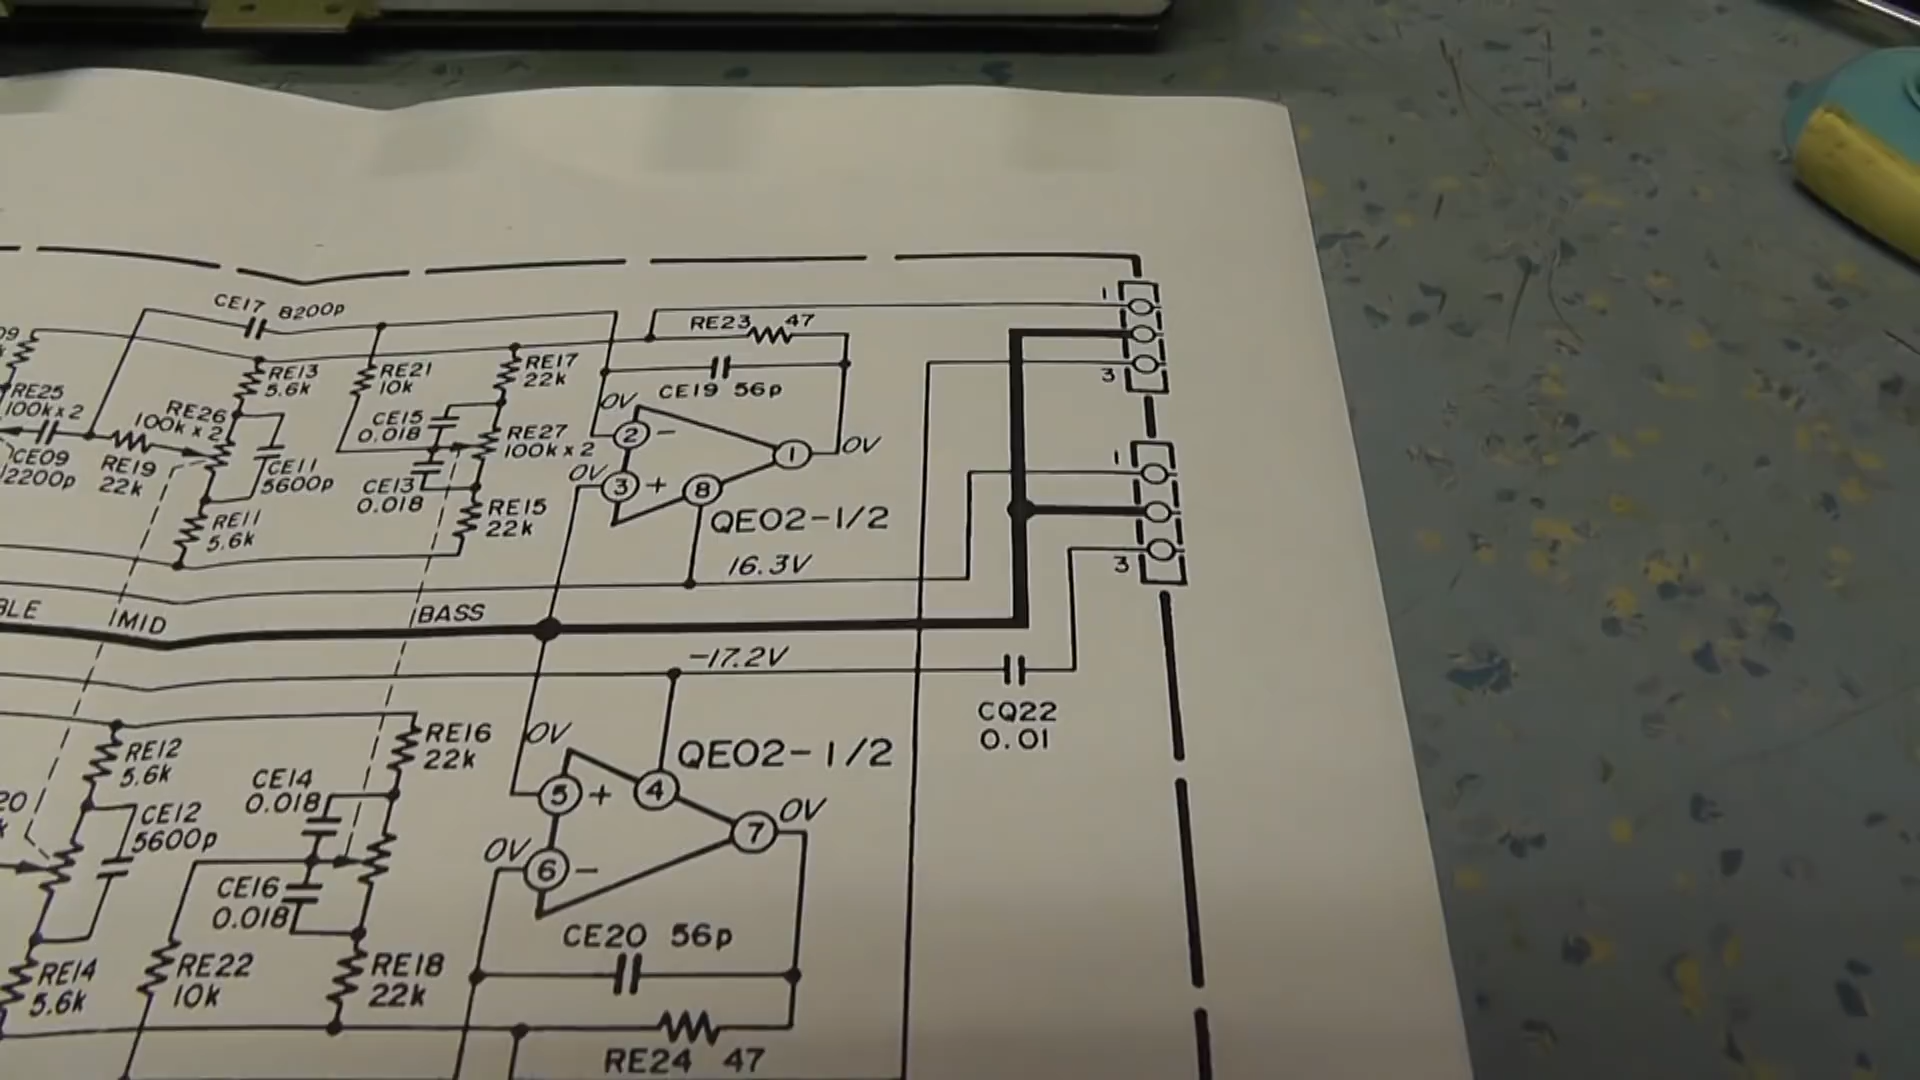 CE17 8200p
1
RE23 47
RE13
5.6k
RE21
10k
RE17
22k
CE19 56p
3
RE25
100k x 2
RE26
100k x 2
CE15
0.018
RE27
100k x 2
0V
2 −
1
0V
CE09
RE19
22k
CE11
5600p
CE13
0.018
0V
3 +
8
1
RE11
5.6k
RE15
22k
QE02-1/2
16.3V
3
MID
BASS
-17.2V
CQ22
0.01
RE12
5.6k
RE16
22k
0V
QE02-1/2
CE14
0.018
5 +
4
CE12
5600p
0V
7
0V
6 −
CE16
0.018
CE20 56p
RE14
5.6k
RE22
10k
RE18
22k
RE24 47